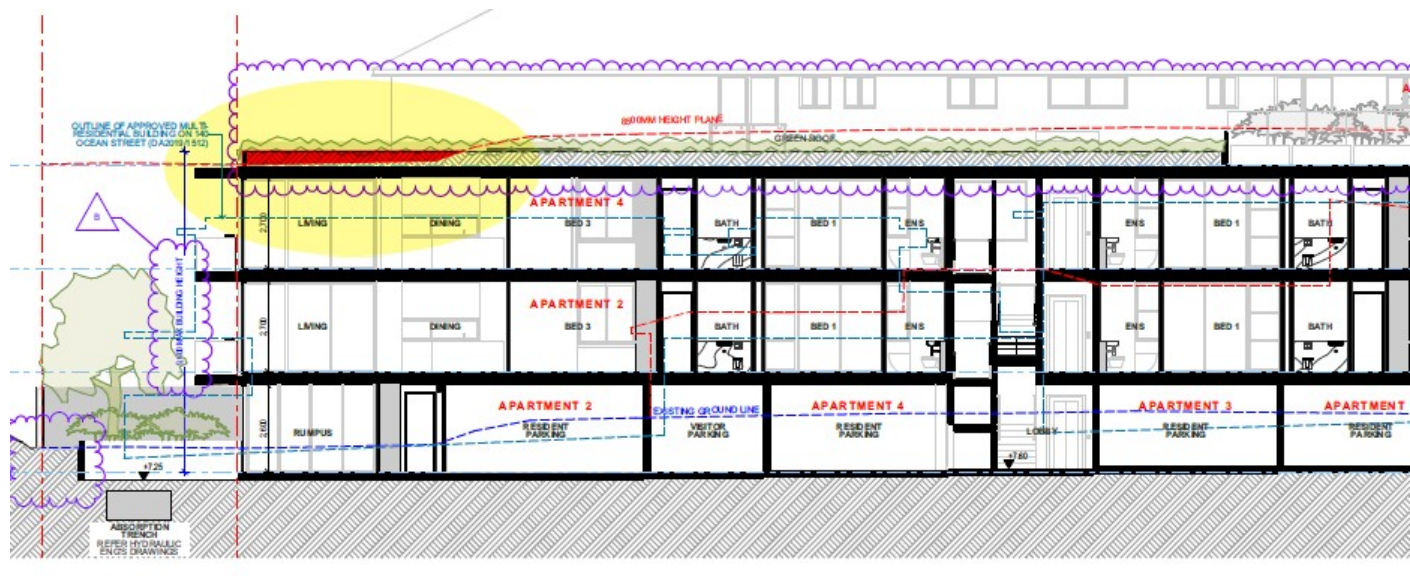 OUTLINE OF APPROVED MULTI-
RESIDENTIAL BUILDING ON 140
OCEAN STREET (DA2019/1512)
8500MM HEIGHT PLANE
GREEN ROOF
A
B
MAX BUILDING HEIGHT
2,700
LIVING
DINING
APARTMENT 4
BED 3
BATH
BED 1
ENS
ENS
BED 1
BATH
2,700
LIVING
DINING
APARTMENT 2
BED 3
BATH
BED 1
ENS
ENS
BED 1
BATH
2,600
RUMPUS
APARTMENT 2
RESIDENT
PARKING
EXISTING GROUND LINE
VISITOR
PARKING
APARTMENT 4
RESIDENT
PARKING
LOBBY
APARTMENT 3
RESIDENT
PARKING
APARTMENT
RESIDENT
PARKING
+7.25
+7.60
ABSORPTION
TRENCH
REFER HYDRAULIC
ENG'S DRAWINGS